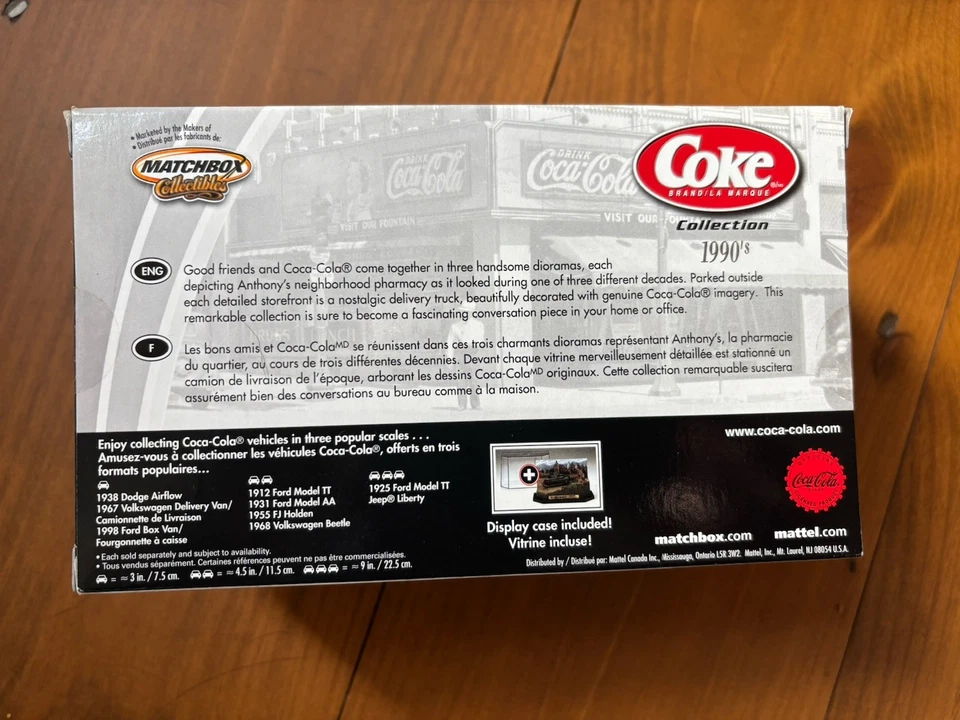 • Marketed by the Makers of
• Distribué par les fabricants de:
MATCHBOX
Collectibles
DRINK
Coca-Cola
VISIT OUR FOUNTAIN
DRINK
Coca-Cola
VISIT OUR
Coke
BRAND/LA MARQUE
Collection
1990's
ENG
Good friends and Coca-Cola® come together in three handsome dioramas, each
depicting Anthony's neighborhood pharmacy as it looked during one of three different decades. Parked outside
each detailed storefront is a nostalgic delivery truck, beautifully decorated with genuine Coca-Cola® imagery. This
remarkable collection is sure to become a fascinating conversation piece in your home or office.
F
Les bons amis et Coca-Colaᴹᴰ se réunissent dans ces trois charmants dioramas représentant Anthony's, la pharmacie
du quartier, au cours de trois différentes décennies. Devant chaque vitrine merveilleusement détaillée est stationné un
camion de livraison de l'époque, arborant les dessins Coca-Colaᴹᴰ originaux. Cette collection remarquable suscitera
assurément bien des conversations au bureau comme à la maison.
Enjoy collecting Coca-Cola® vehicles in three popular scales . . .
Amusez-vous à collectionner les véhicules Coca-Cola®, offerts en trois
formats populaires...
1938 Dodge Airflow
1967 Volkswagen Delivery Van/
Camionnette de Livraison
1998 Ford Box Van/
Fourgonnette à caisse
1912 Ford Model TT
1931 Ford Model AA
1955 FJ Holden
1968 Volkswagen Beetle
1925 Ford Model TT
Jeep® Liberty
• Each sold separately and subject to availability.
• Tous vendus séparément. Certaines références peuvent ne pas être commercialisées.
= ≈ 3 in. / 7.5 cm. = ≈ 4.5 in. / 11.5 cm. = ≈ 9 in. / 22.5 cm.
Display case included!
Vitrine incluse!
www.coca-cola.com
Coca-Cola
matchbox.com
mattel.com
Distributed by / Distribué par: Mattel Canada Inc., Mississauga, Ontario L5R 3W2. Mattel, Inc., Mt. Laurel, NJ 08054 U.S.A.